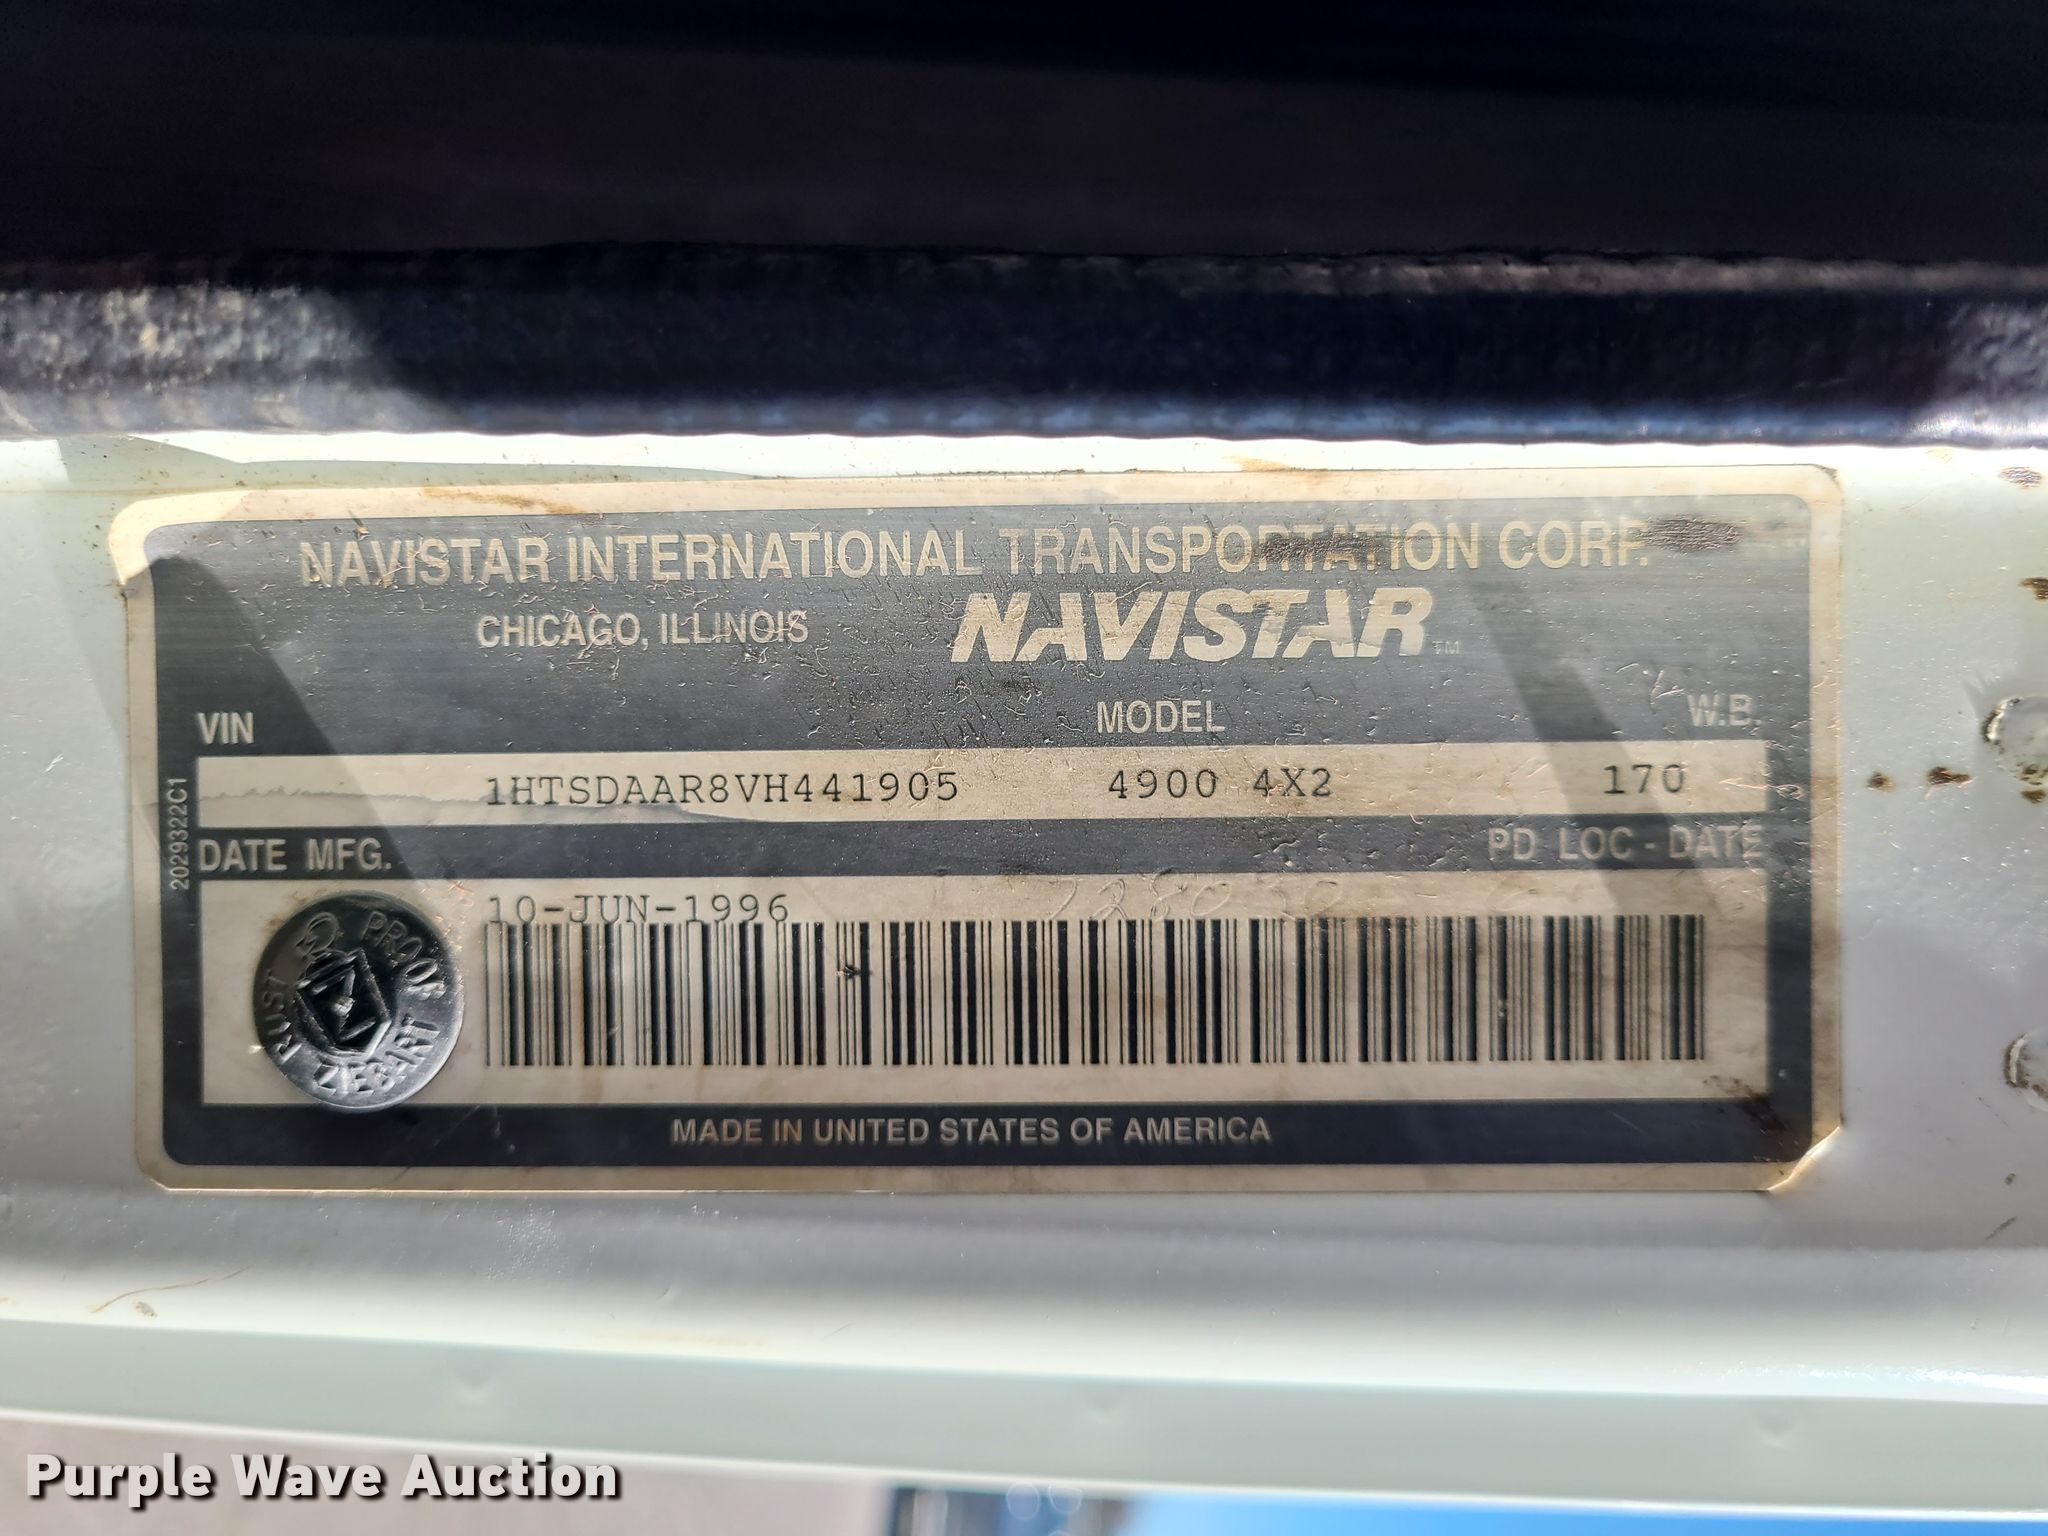 NAVISTAR INTERNATIONAL TRANSPORTATION CORP.
CHICAGO, ILLINOIS NAVISTAR TM
VIN MODEL W.B.
1HTSDAAR8VH441905 4900 4X2 170
DATE MFG. PD LOC - DATE
10-JUN-1996
2029322C1
RUST PROOF
ZIEBART
MADE IN UNITED STATES OF AMERICA
Purple Wave Auction